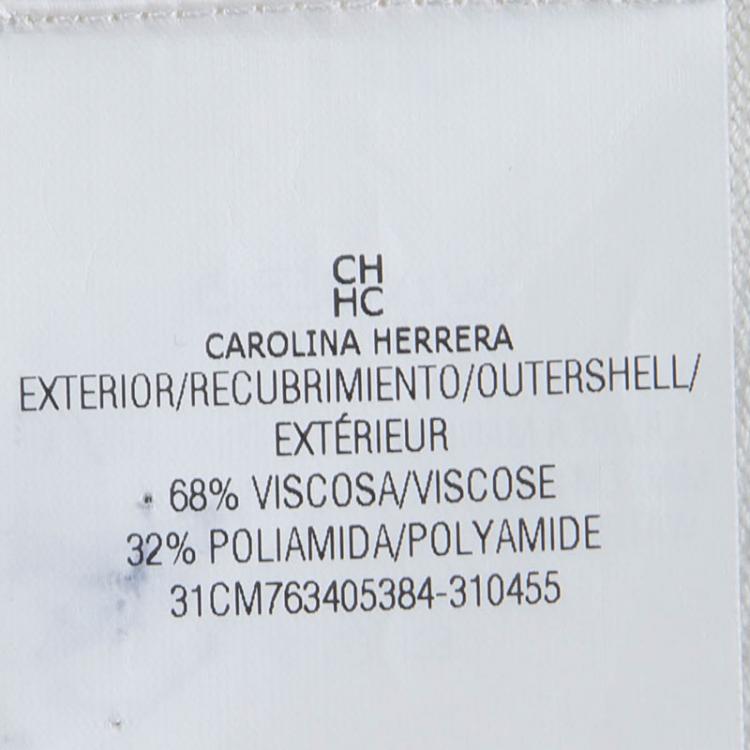 CH
HC
CAROLINA HERRERA
EXTERIOR/RECUBRIMIENTO/OUTERSHELL/
EXTÉRIEUR
68% VISCOSA/VISCOSE
32% POLIAMIDA/POLYAMIDE
31CM763405384-310455